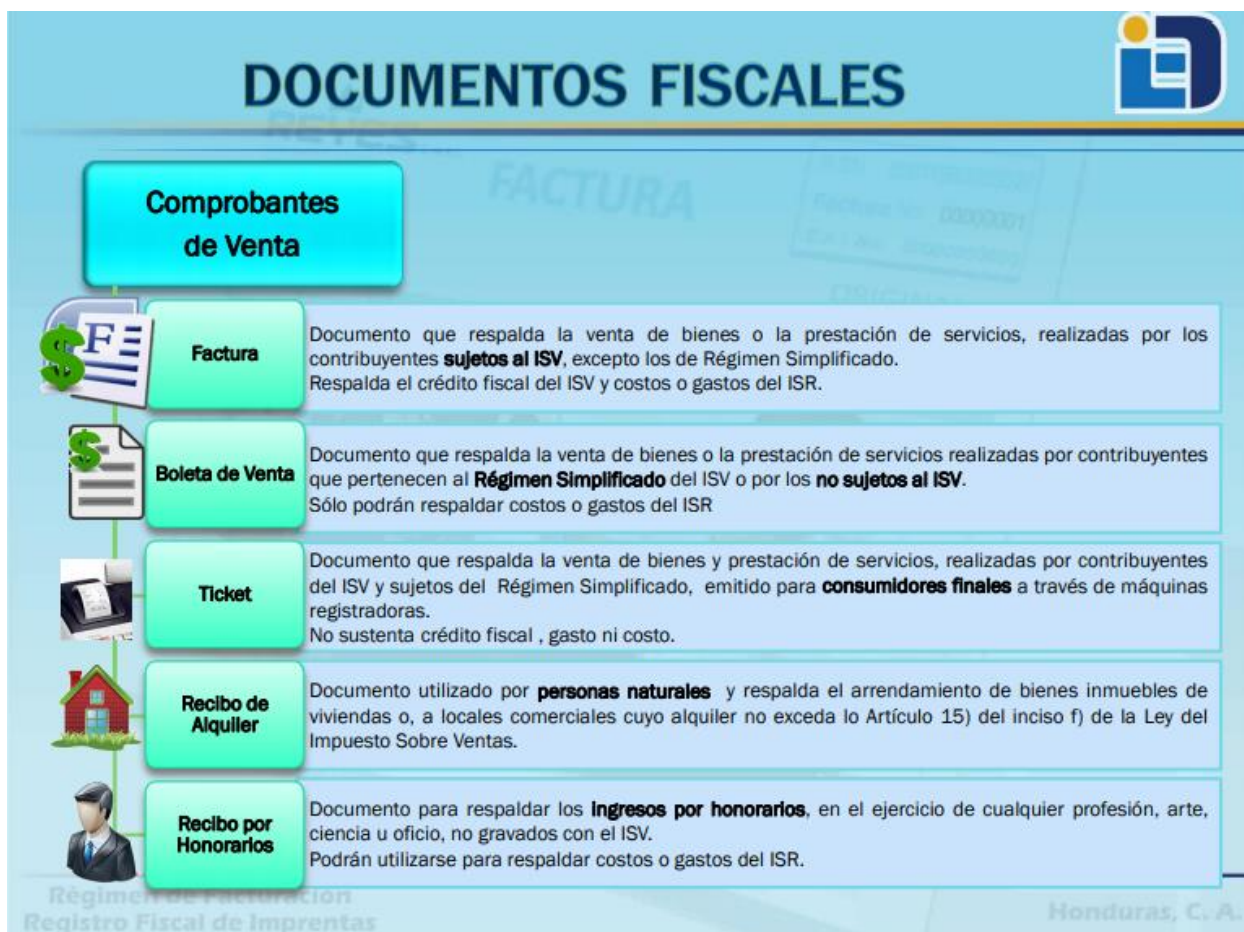 DOCUMENTOS FISCALES
REYES
FACTURA
Factura No. 00000001
Comprobantes
de Venta
Factura
Documento que respalda la venta de bienes o la prestación de servicios, realizadas por los
contribuyentes sujetos al ISV, excepto los de Régimen Simplificado.
Respalda el crédito fiscal del ISV y costos o gastos del ISR.
Boleta de Venta
Documento que respalda la venta de bienes o la prestación de servicios realizadas por contribuyentes
que pertenecen al Régimen Simplificado del ISV o por los no sujetos al ISV.
Sólo podrán respaldar costos o gastos del ISR
Ticket
Documento que respalda la venta de bienes y prestación de servicios, realizadas por contribuyentes
del ISV y sujetos del Régimen Simplificado, emitido para consumidores finales a través de máquinas
registradoras.
No sustenta crédito fiscal , gasto ni costo.
Recibo de
Alquiler
Documento utilizado por personas naturales y respalda el arrendamiento de bienes inmuebles de
viviendas o, a locales comerciales cuyo alquiler no exceda lo Artículo 15) del inciso f) de la Ley del
Impuesto Sobre Ventas.
Recibo por
Honorarios
Documento para respaldar los ingresos por honorarios, en el ejercicio de cualquier profesión, arte,
ciencia u oficio, no gravados con el ISV.
Podrán utilizarse para respaldar costos o gastos del ISR.
Régimen de Facturación
Registro Fiscal de Imprentas
Honduras, C. A.